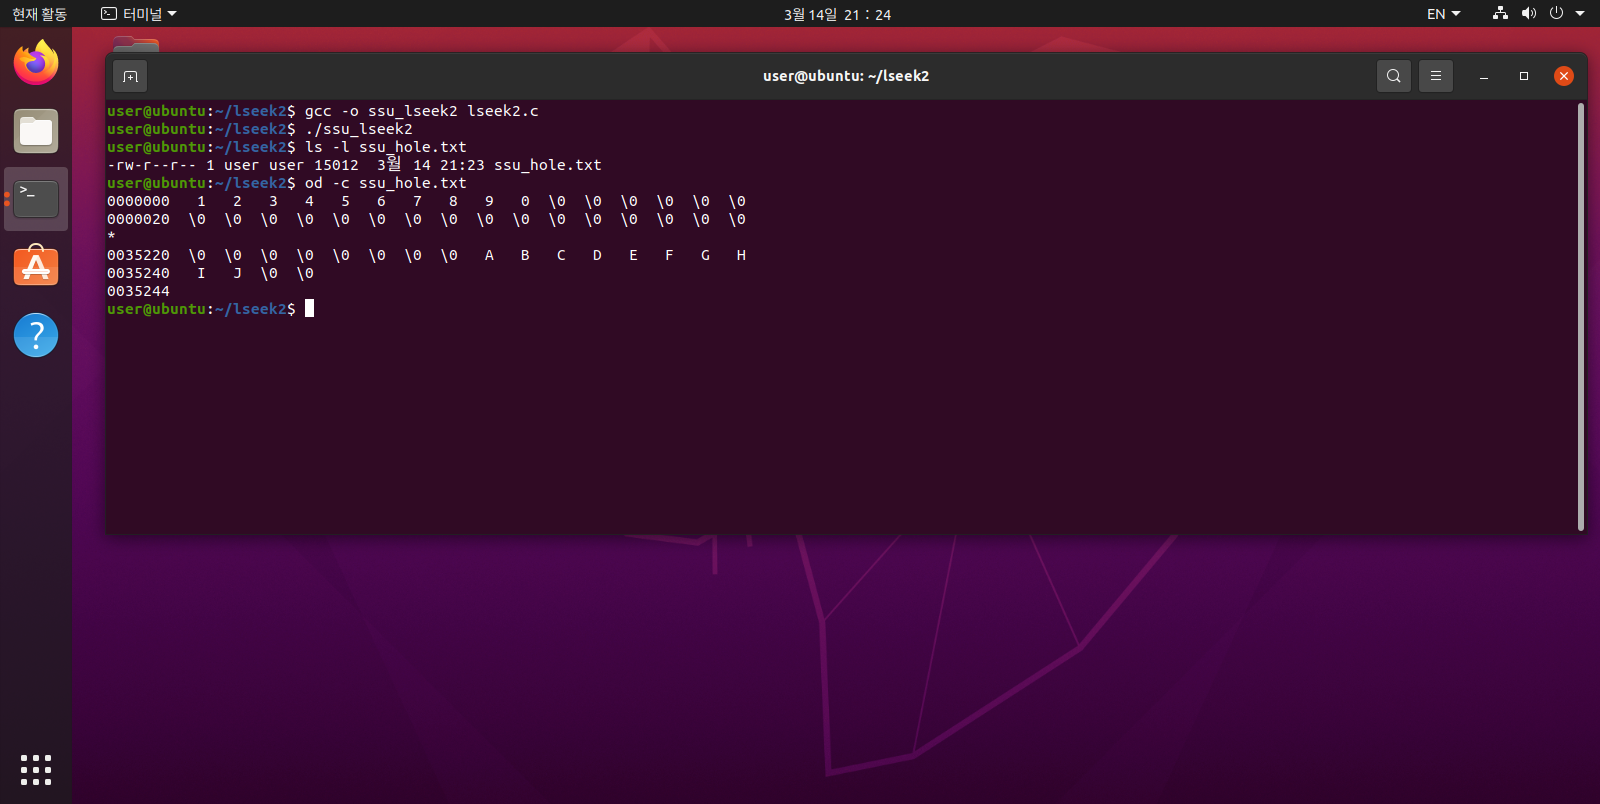 현재 활동 터미널 3월 14일 21 : 24 EN
user@ubuntu: ~/lseek2
user@ubuntu:~/lseek2$ gcc -o ssu_lseek2 lseek2.c
user@ubuntu:~/lseek2$ ./ssu_lseek2
user@ubuntu:~/lseek2$ ls -l ssu_hole.txt
-rw-r--r-- 1 user user 15012  3월 14 21:23 ssu_hole.txt
user@ubuntu:~/lseek2$ od -c ssu_hole.txt
0000000   1   2   3   4   5   6   7   8   9   0  \0  \0  \0  \0  \0  \0
0000020  \0  \0  \0  \0  \0  \0  \0  \0  \0  \0  \0  \0  \0  \0  \0  \0
*
0035220  \0  \0  \0  \0  \0  \0  \0  \0   A   B   C   D   E   F   G   H
0035240   I   J  \0  \0
0035244
user@ubuntu:~/lseek2$